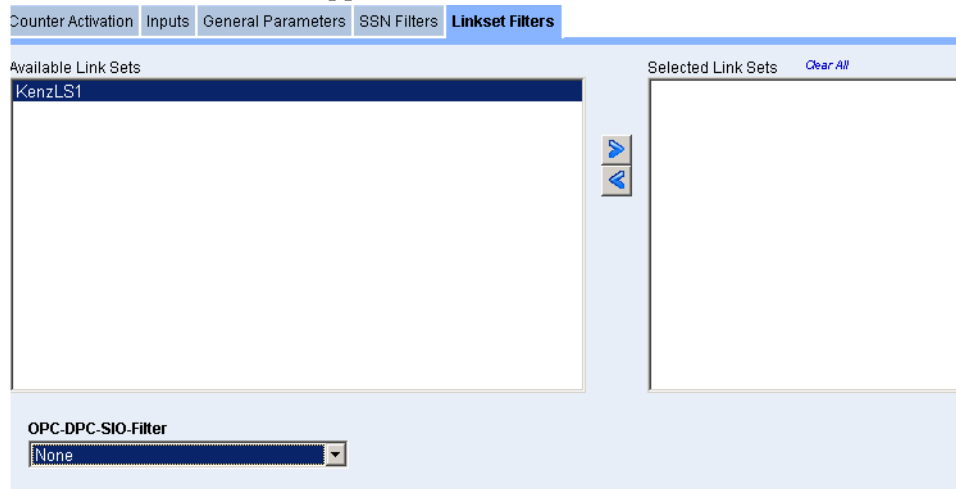 Counter Activation Inputs General Parameters SSN Filters Linkset Filters
Available Link Sets
Selected Link Sets Clear All
KenzLS1
OPC-DPC-SIO-Filter
None